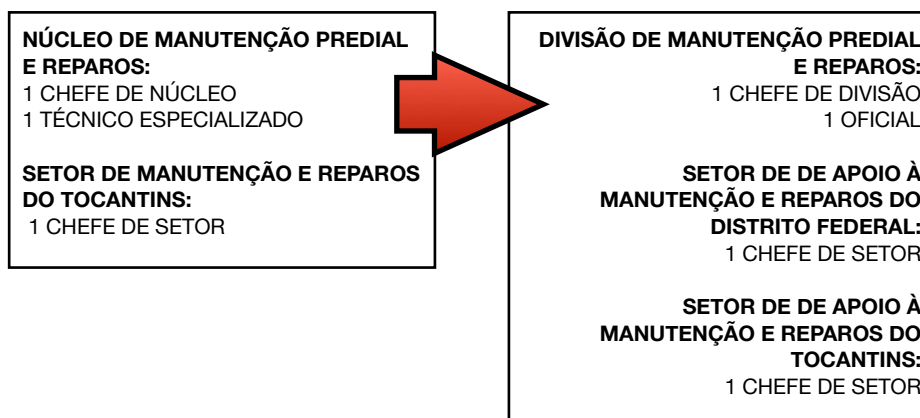 NÚCLEO DE MANUTENÇÃO PREDIAL
E REPAROS:
1 CHEFE DE NÚCLEO
1 TÉCNICO ESPECIALIZADO
SETOR DE MANUTENÇÃO E REPAROS
DO TOCANTINS:
1 CHEFE DE SETOR
DIVISÃO DE MANUTENÇÃO PREDIAL
E REPAROS:
1 CHEFE DE DIVISÃO
1 OFICIAL
SETOR DE DE APOIO À
MANUTENÇÃO E REPAROS DO
DISTRITO FEDERAL:
1 CHEFE DE SETOR
SETOR DE DE APOIO À
MANUTENÇÃO E REPAROS DO
TOCANTINS:
1 CHEFE DE SETOR